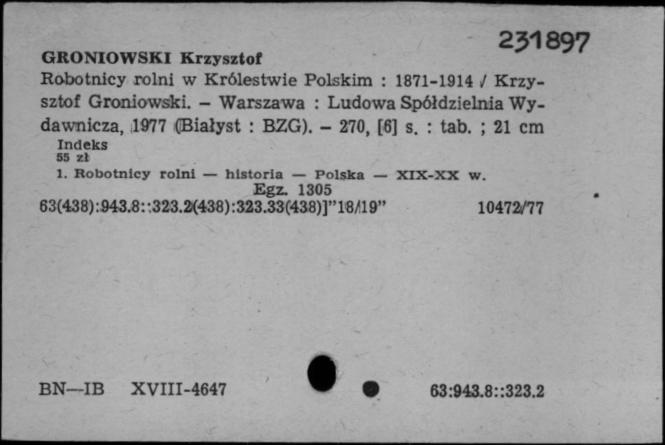 231897
GRONIOWSKI Krzysztof
Robotnicy rolni w Królestwie Polskim : 1871-1914 / Krzy-
sztof Groniowski. — Warszawa : Ludowa Spółdzielnia Wy-
dawnicza, 1977 (Białyst : BZG). — 270, [6] s. : tab. ; 21 cm
Indeks
55 zł
1. Robotnicy rolni — historia — Polska — XIX-XX w.
Egz. 1305
63(438):943.8::323.2(438):323.33(438)]”18/19” 10472/77
BN—IB XVIII-4647 63:943.8::323.2